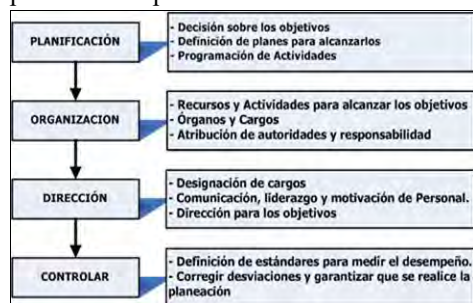 PLANIFICACIÓN
- Decisión sobre los objetivos
- Definición de planes para alcanzarlos
- Programación de Actividades
ORGANIZACION
- Recursos y Actividades para alcanzar los objetivos
- Órganos y Cargos
- Atribución de autoridades y responsabilidad
DIRECCIÓN
- Designación de cargos
- Comunicación, liderazgo y motivación de Personal.
- Dirección para los objetivos
CONTROLAR
- Definición de estándares para medir el desempeño.
- Corregir desviaciones y garantizar que se realice la
planeación